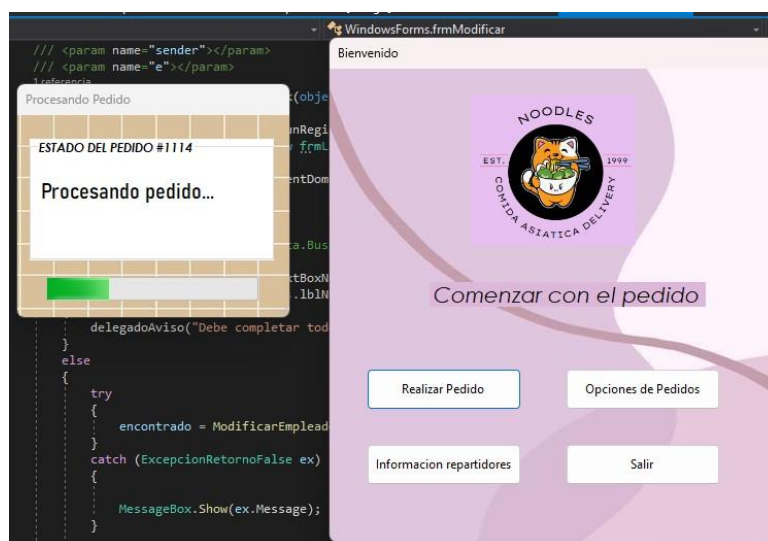 WindowsForms.frmModificar
/// <param name="sender"></param>
/// <param name="e"></param>
1 referencia
Procesando Pedido
ESTADO DEL PEDIDO #1114
Procesando pedido...
delegadoAviso("Debe completar tod
}
else
{
try
{
encontrado = ModificarEmplead
}
catch (ExcepcionRetornoFalse ex)
{
MessageBox.Show(ex.Message);
}
Bienvenido
NOODLES
EST. 1999
COMIDA ASIATICA DELIVERY
Comenzar con el pedido
Realizar Pedido
Opciones de Pedidos
Informacion repartidores
Salir